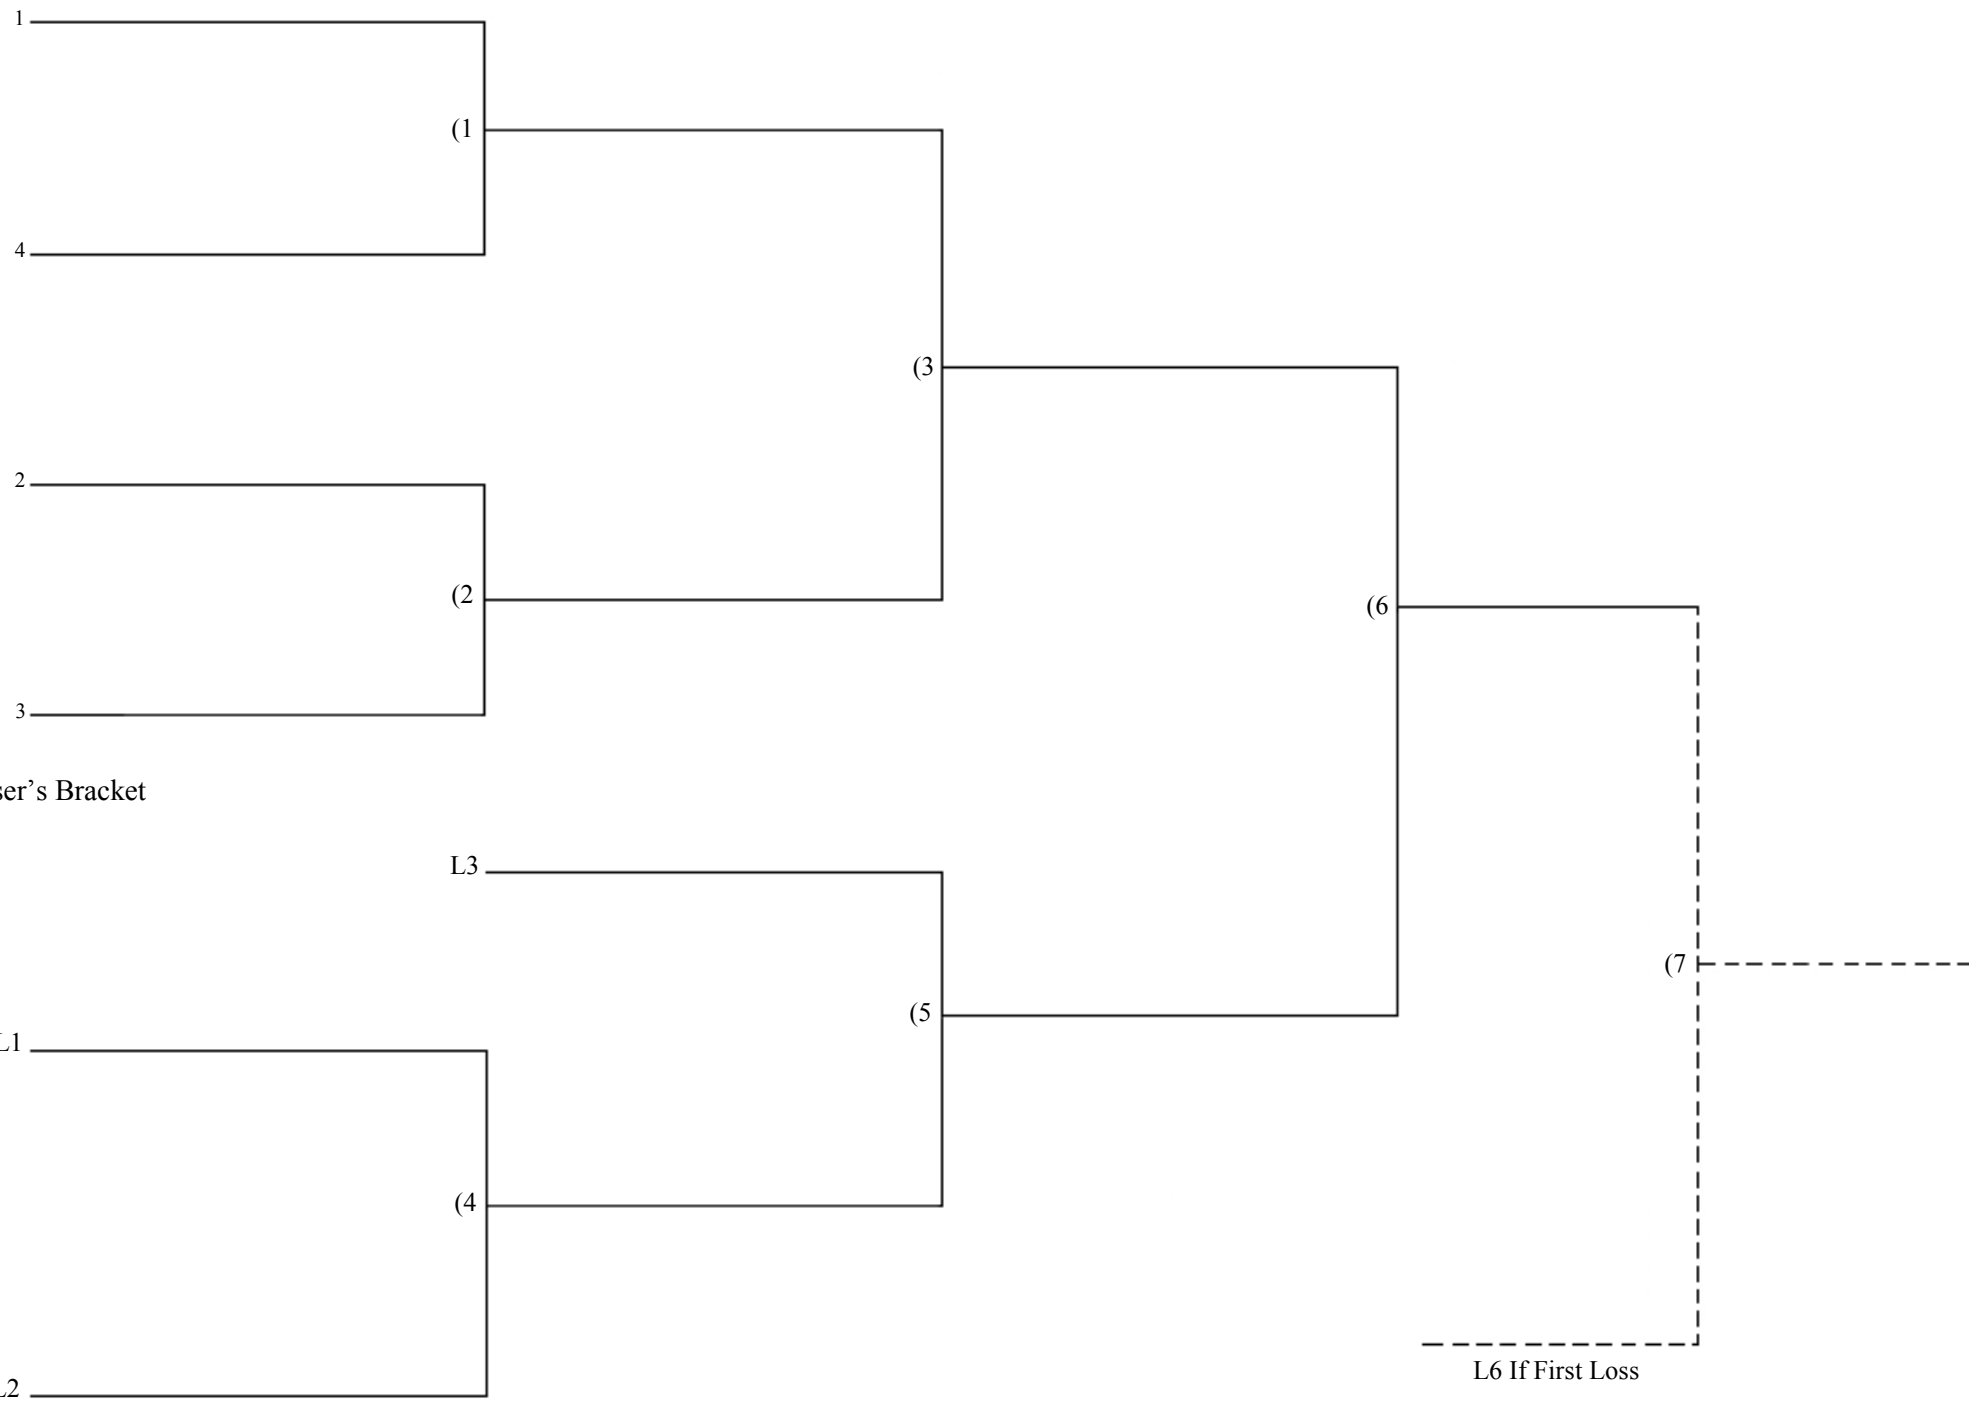 1
(1
4
(3
2
(2
(6
3
ser's Bracket
L3
(7
(5
L1
(4
L6 If First Loss
L2